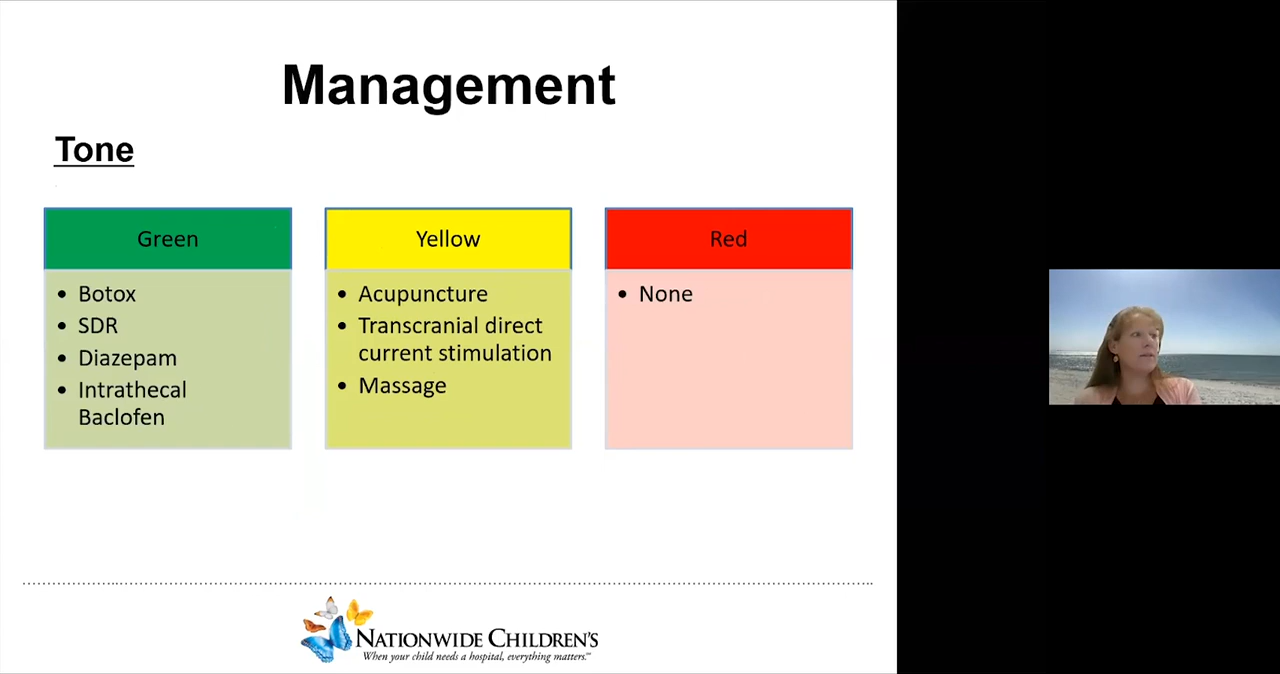 Management
Tone
Green
Yellow
Red
• Botox
• SDR
• Diazepam
• Intrathecal
Baclofen
• Acupuncture
• Transcranial direct
current stimulation
• Massage
• None
NATIONWIDE CHILDREN'S
When your child needs a hospital, everything matters.℠